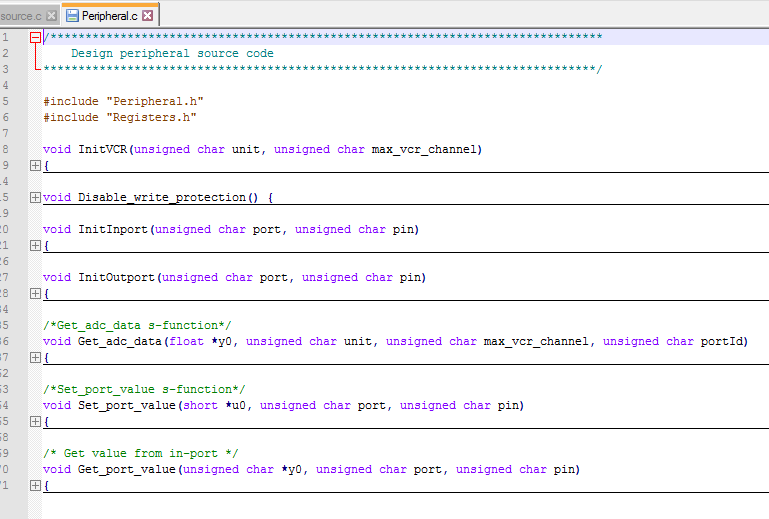 source.c
Peripheral.c
/*******************************************************************************
    Design peripheral source code
*******************************************************************************/
#include "Peripheral.h"
#include "Registers.h"
void InitVCR(unsigned char unit, unsigned char max_vcr_channel)
{
void Disable_write_protection() {
void InitInport(unsigned char port, unsigned char pin)
{
void InitOutport(unsigned char port, unsigned char pin)
{
/*Get_adc_data s-function*/
void Get_adc_data(float *y0, unsigned char unit, unsigned char max_vcr_channel, unsigned char portId)
{
/*Set_port_value s-function*/
void Set_port_value(short *u0, unsigned char port, unsigned char pin)
{
/* Get value from in-port */
void Get_port_value(unsigned char *y0, unsigned char port, unsigned char pin)
{